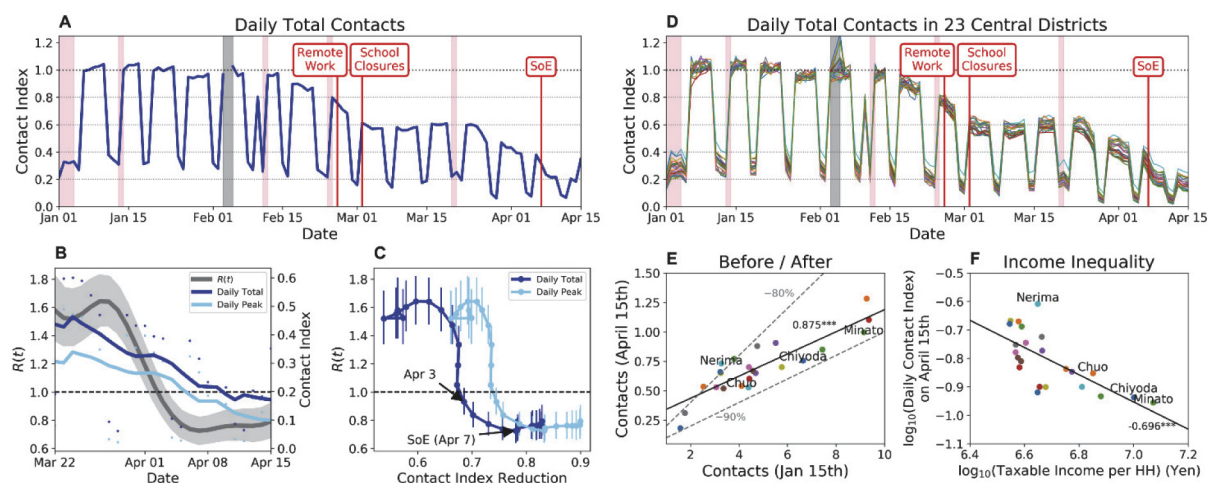 A Daily Total Contacts
Contact Index
1.2
1.0
0.8
0.6
0.4
0.2
0.0
Remote
Work
School
Closures
SoE
Jan 01 Jan 15 Feb 01 Feb 15 Mar 01 Mar 15 Apr 01 Apr 15
Date
D Daily Total Contacts in 23 Central Districts
Contact Index
1.2
1.0
0.8
0.6
0.4
0.2
0.0
Remote
Work
School
Closures
SoE
Jan 01 Jan 15 Feb 01 Feb 15 Mar 01 Mar 15 Apr 01 Apr 15
Date
B
R(t)
1.8
1.6
1.4
1.2
1.0
0.8
0.6
R(t)
Daily Total
Daily Peak
0.6
0.5
0.4
0.3
0.2
0.1
0.0
Contact Index
Mar 22 Apr 01 Apr 08 Apr 15
Date
C
R(t)
1.8
1.6
1.4
1.2
1.0
0.8
0.6
Daily Total
Daily Peak
Apr 3
SoE (Apr 7)
0.6 0.7 0.8 0.9
Contact Index Reduction
E Before / After
Contacts (April 15th)
1.50
1.25
1.00
0.75
0.50
0.25
0.00
−80%
0.875***
Minato
Nerima
Chiyoda
Chuo
−90%
2 4 6 8 10
Contacts (Jan 15th)
F Income Inequality
log10(Daily Contact Index)
on April 15th
−0.5
−0.6
−0.7
−0.8
−0.9
−1.0
−1.1
Nerima
Chuo
Chiyoda
Minato
-0.696***
6.4 6.6 6.8 7.0 7.2
log10(Taxable Income per HH) (Yen)